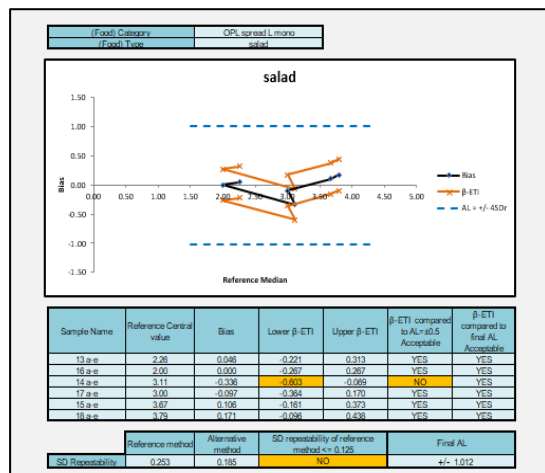 (Food) Category OPL spread L mono
(Food) Type salad
salad
1.50
1.00
0.50
0.00
0.00 0.50 1.00 1.50 2.00 2.50 3.00 3.50 4.00 4.50 5.00
-0.50
-1.00
-1.50
Bias
Reference Median
Bias
β-ETI
AL = +/- 4SDr
Sample Name Reference Central value Bias Lower β-ETI Upper β-ETI β-ETI compared to AL=±0.5 Acceptable β-ETI compared to final AL Acceptable
13 a-e 2.26 0.046 -0.221 0.313 YES YES
16 a-e 2.00 0.000 -0.267 0.267 YES YES
14 a-e 3.11 -0.336 -0.603 -0.069 NO YES
17 a-e 3.00 -0.097 -0.364 0.170 YES YES
15 a-e 3.67 0.106 -0.161 0.373 YES YES
18 a-e 3.79 0.171 -0.096 0.438 YES YES
Reference method Alternative method SD repeatability of reference method <= 0.125 Final AL
SD Repeatability 0.253 0.185 NO +/- 1.012